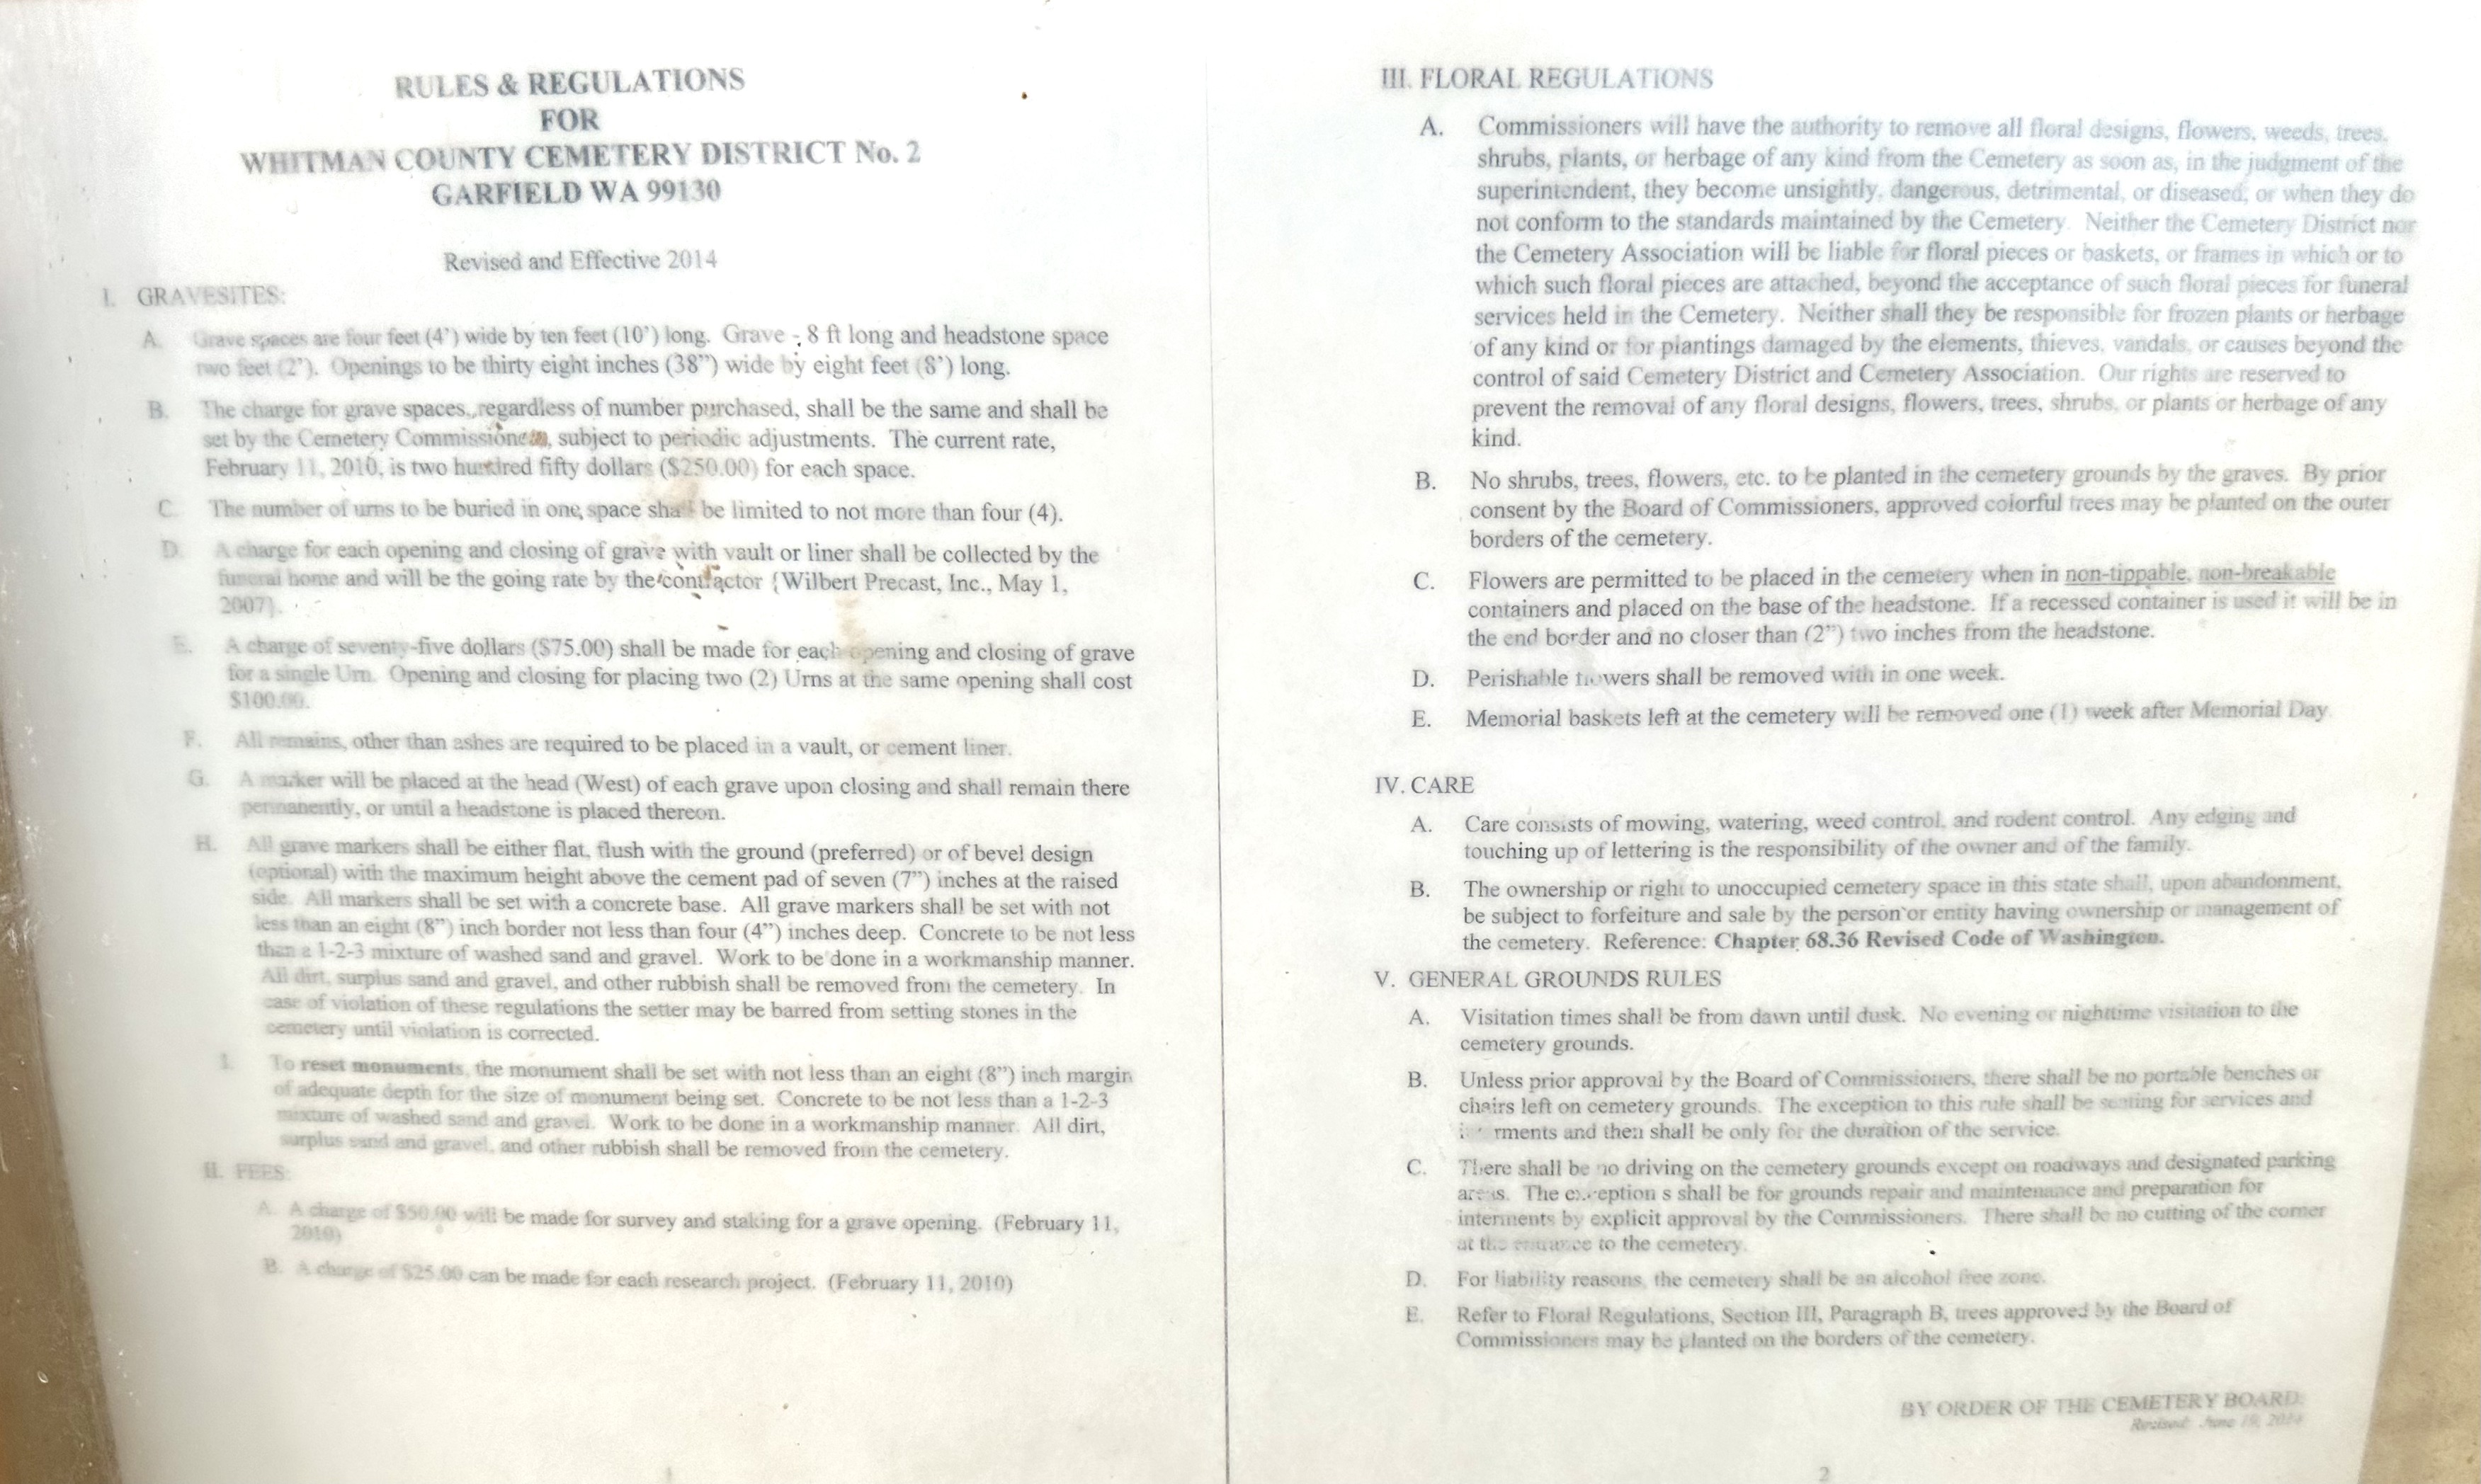 RULES & REGULATIONS
FOR
WHITMAN COUNTY CEMETERY DISTRICT No. 2
GARFIELD WA 99130
Revised and Effective 2014
I. GRAVESITES:
A. Grave spaces are four feet (4') wide by ten feet (10') long. Grave - 8 ft long and headstone space
two feet (2'). Openings to be thirty eight inches (38") wide by eight feet (8') long.
B. The charge for grave spaces, regardless of number purchased, shall be the same and shall be
set by the Cemetery Commissioners, subject to periodic adjustments. The current rate,
February 11, 2010, is two hundred fifty dollars ($250.00) for each space.
C. The number of urns to be buried in one space shall be limited to not more than four (4).
D. A charge for each opening and closing of grave with vault or liner shall be collected by the
funeral home and will be the going rate by the contractor {Wilbert Precast, Inc., May 1,
2007}.
E. A charge of seventy-five dollars ($75.00) shall be made for each opening and closing of grave
for a single Urn. Opening and closing for placing two (2) Urns at the same opening shall cost
$100.00.
F. All remains, other than ashes are required to be placed in a vault, or cement liner.
G. A marker will be placed at the head (West) of each grave upon closing and shall remain there
permanently, or until a headstone is placed thereon.
H. All grave markers shall be either flat, flush with the ground (preferred) or of bevel design
(optional) with the maximum height above the cement pad of seven (7") inches at the raised
side. All markers shall be set with a concrete base. All grave markers shall be set with not
less than an eight (8") inch border not less than four (4") inches deep. Concrete to be not less
than a 1-2-3 mixture of washed sand and gravel. Work to be done in a workmanship manner.
All dirt, surplus sand and gravel, and other rubbish shall be removed from the cemetery. In
case of violation of these regulations the setter may be barred from setting stones in the
cemetery until violation is corrected.
I. To reset monuments, the monument shall be set with not less than an eight (8") inch margin
of adequate depth for the size of monument being set. Concrete to be not less than a 1-2-3
mixture of washed sand and gravel. Work to be done in a workmanship manner. All dirt,
surplus sand and gravel, and other rubbish shall be removed from the cemetery.
II. FEES:
A. A charge of $50.00 will be made for survey and staking for a grave opening. (February 11,
2010)
B. A charge of $25.00 can be made for each research project. (February 11, 2010)
III. FLORAL REGULATIONS
A. Commissioners will have the authority to remove all floral designs, flowers, weeds, trees,
shrubs, plants, or herbage of any kind from the Cemetery as soon as, in the judgment of the
superintendent, they become unsightly, dangerous, detrimental, or diseased, or when they do
not conform to the standards maintained by the Cemetery. Neither the Cemetery District nor
the Cemetery Association will be liable for floral pieces or baskets, or frames in which or to
which such floral pieces are attached, beyond the acceptance of such floral pieces for funeral
services held in the Cemetery. Neither shall they be responsible for frozen plants or herbage
of any kind or for plantings damaged by the elements, thieves, vandals, or causes beyond the
control of said Cemetery District and Cemetery Association. Our rights are reserved to
prevent the removal of any floral designs, flowers, trees, shrubs, or plants or herbage of any
kind.
B. No shrubs, trees, flowers, etc. to be planted in the cemetery grounds by the graves. By prior
consent by the Board of Commissioners, approved colorful trees may be planted on the outer
borders of the cemetery.
C. Flowers are permitted to be placed in the cemetery when in non-tippable, non-breakable
containers and placed on the base of the headstone. If a recessed container is used it will be in
the end border and no closer than (2") two inches from the headstone.
D. Perishable flowers shall be removed with in one week.
E. Memorial baskets left at the cemetery will be removed one (1) week after Memorial Day.
IV. CARE
A. Care consists of mowing, watering, weed control, and rodent control. Any edging and
touching up of lettering is the responsibility of the owner and of the family.
B. The ownership or right to unoccupied cemetery space in this state shall, upon abandonment,
be subject to forfeiture and sale by the person or entity having ownership or management of
the cemetery. Reference: Chapter 68.36 Revised Code of Washington.
V. GENERAL GROUNDS RULES
A. Visitation times shall be from dawn until dusk. No evening or nighttime visitation to the
cemetery grounds.
B. Unless prior approval by the Board of Commissioners, there shall be no portable benches or
chairs left on cemetery grounds. The exception to this rule shall be seating for services and
interments and then shall be only for the duration of the service.
C. There shall be no driving on the cemetery grounds except on roadways and designated parking
areas. The exception s shall be for grounds repair and maintenance and preparation for
interments by explicit approval by the Commissioners. There shall be no cutting of the corner
at the entrance to the cemetery.
D. For liability reasons, the cemetery shall be an alcohol free zone.
E. Refer to Floral Regulations, Section III, Paragraph B, trees approved by the Board of
Commissioners may be planted on the borders of the cemetery.
BY ORDER OF THE CEMETERY BOARD:
Revised: June 19, 2014
2